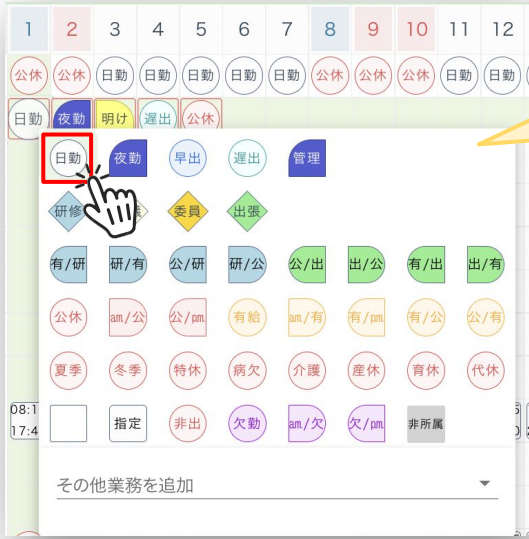 1 2 3 4 5 6 7 8 9 10 11 12
公休 公休 日勤 日勤 日勤 日勤 日勤 公休 公休 公休 日勤 日勤
日勤 夜勤 明け 遅出 公休
日勤 夜勤 早出 遅出 管理
研修 委員 出張
有/研 研/有 公/研 研/公 公/出 出/公 有/出 出/有
公休 am/公 公/pm 有給 am/有 有/pm 有/公 公/有
夏季 冬季 特休 病欠 介護 産休 育休 代休
08:1
17:4
指定 非出 欠勤 am/欠 欠/pm 非所属
その他業務を追加